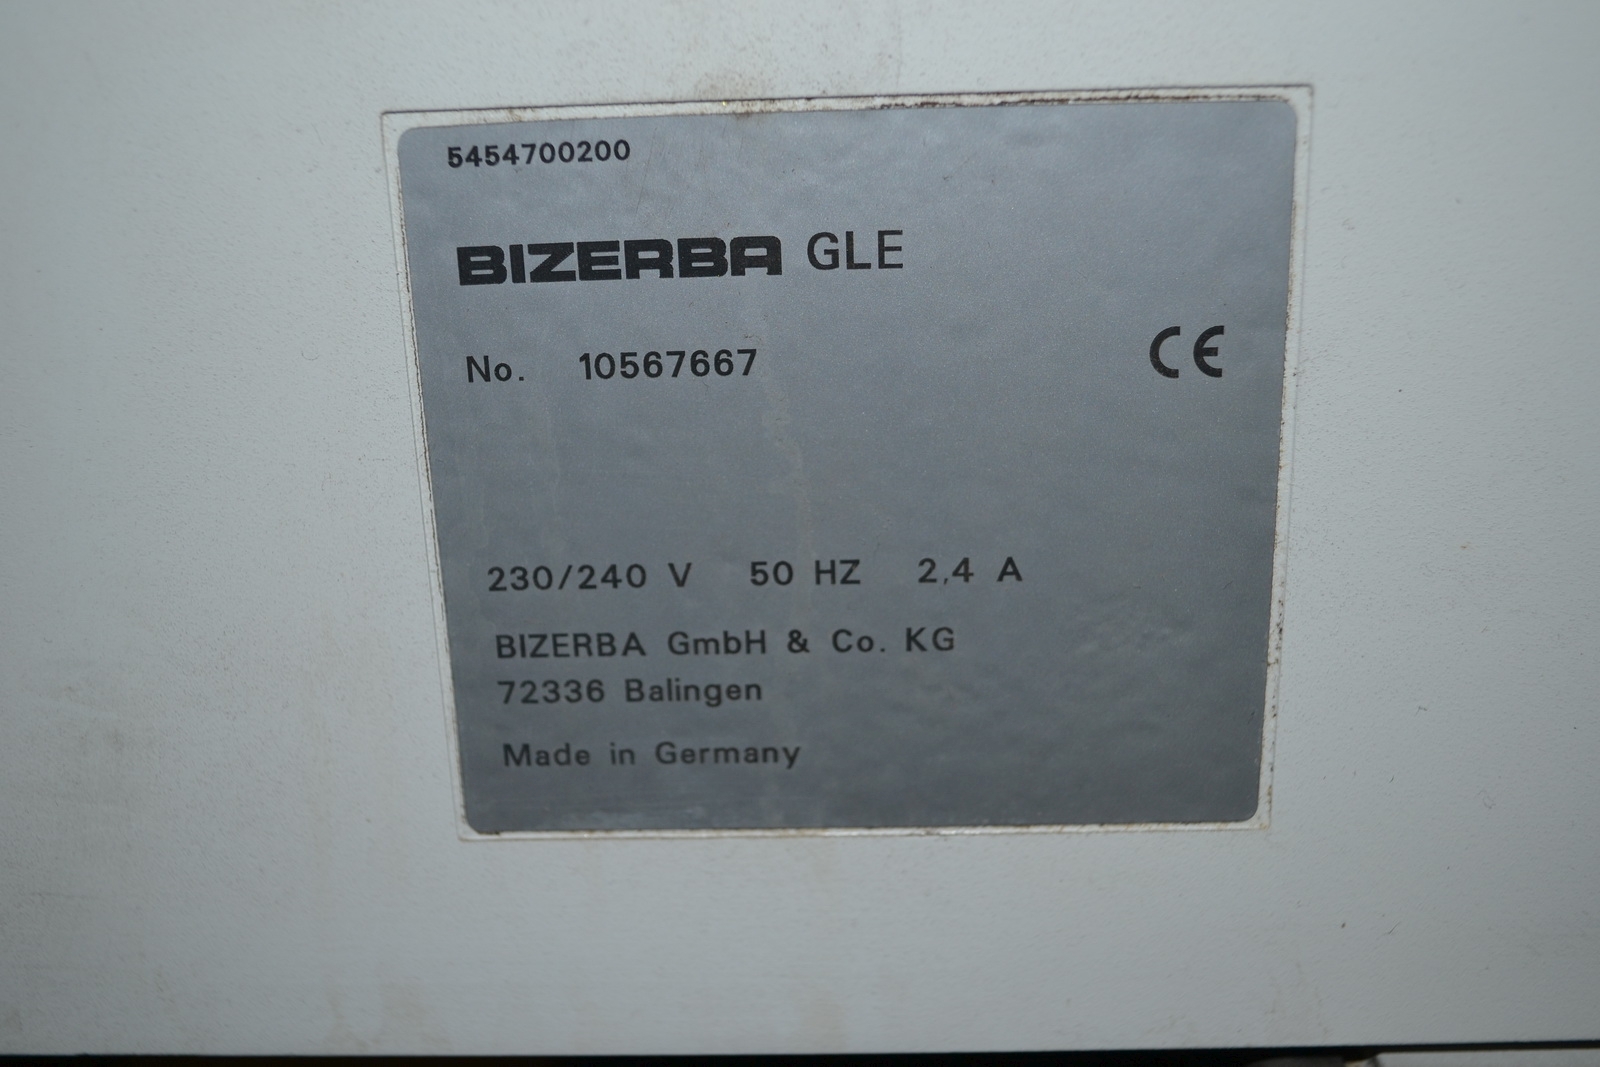 5454700200
BIZERBA GLE
No. 10567667
CE
230/240 V 50 HZ 2,4 A
BIZERBA GmbH & Co. KG
72336 Balingen
Made in Germany